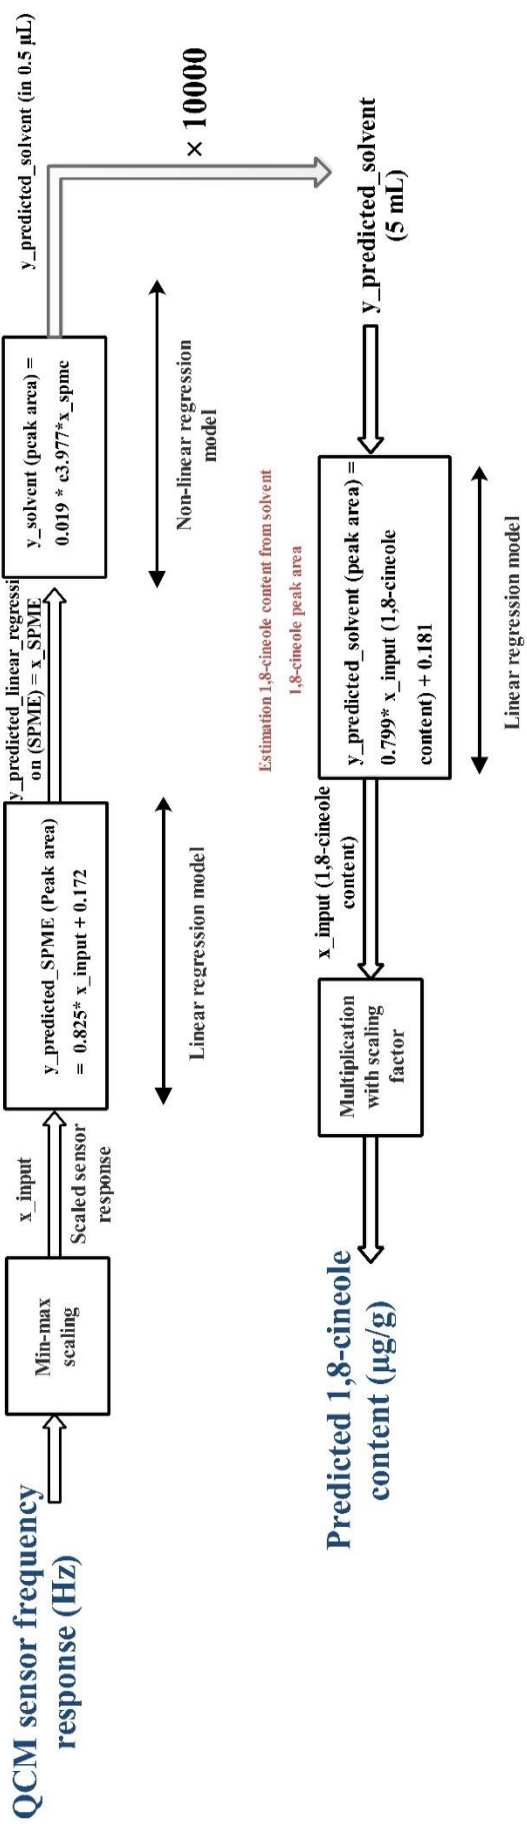 QCM sensor frequency
response (Hz)
Min-max
scaling
x_input
Scaled sensor
response
y_predicted_SPME (Peak area)
= 0.825* x_input + 0.172
Linear regression model
y_predicted_linear_regressi
on (SPME) = x_SPME
y_solvent (peak area) =
0.019 * e3.977*x_spme
Non-linear regression
model
y_predicted_solvent (in 0.5 µL)
× 10000
y_predicted_solvent
(5 mL)
Estimation 1,8-cineole content from solvent
1,8-cineole peak area
y_predicted_solvent (peak area) =
0.799* x_input (1,8-cineole
content) + 0.181
Linear regression model
x_input (1,8-cineole
content)
Multiplication
with scaling
factor
Predicted 1,8-cineole
content (µg/g)